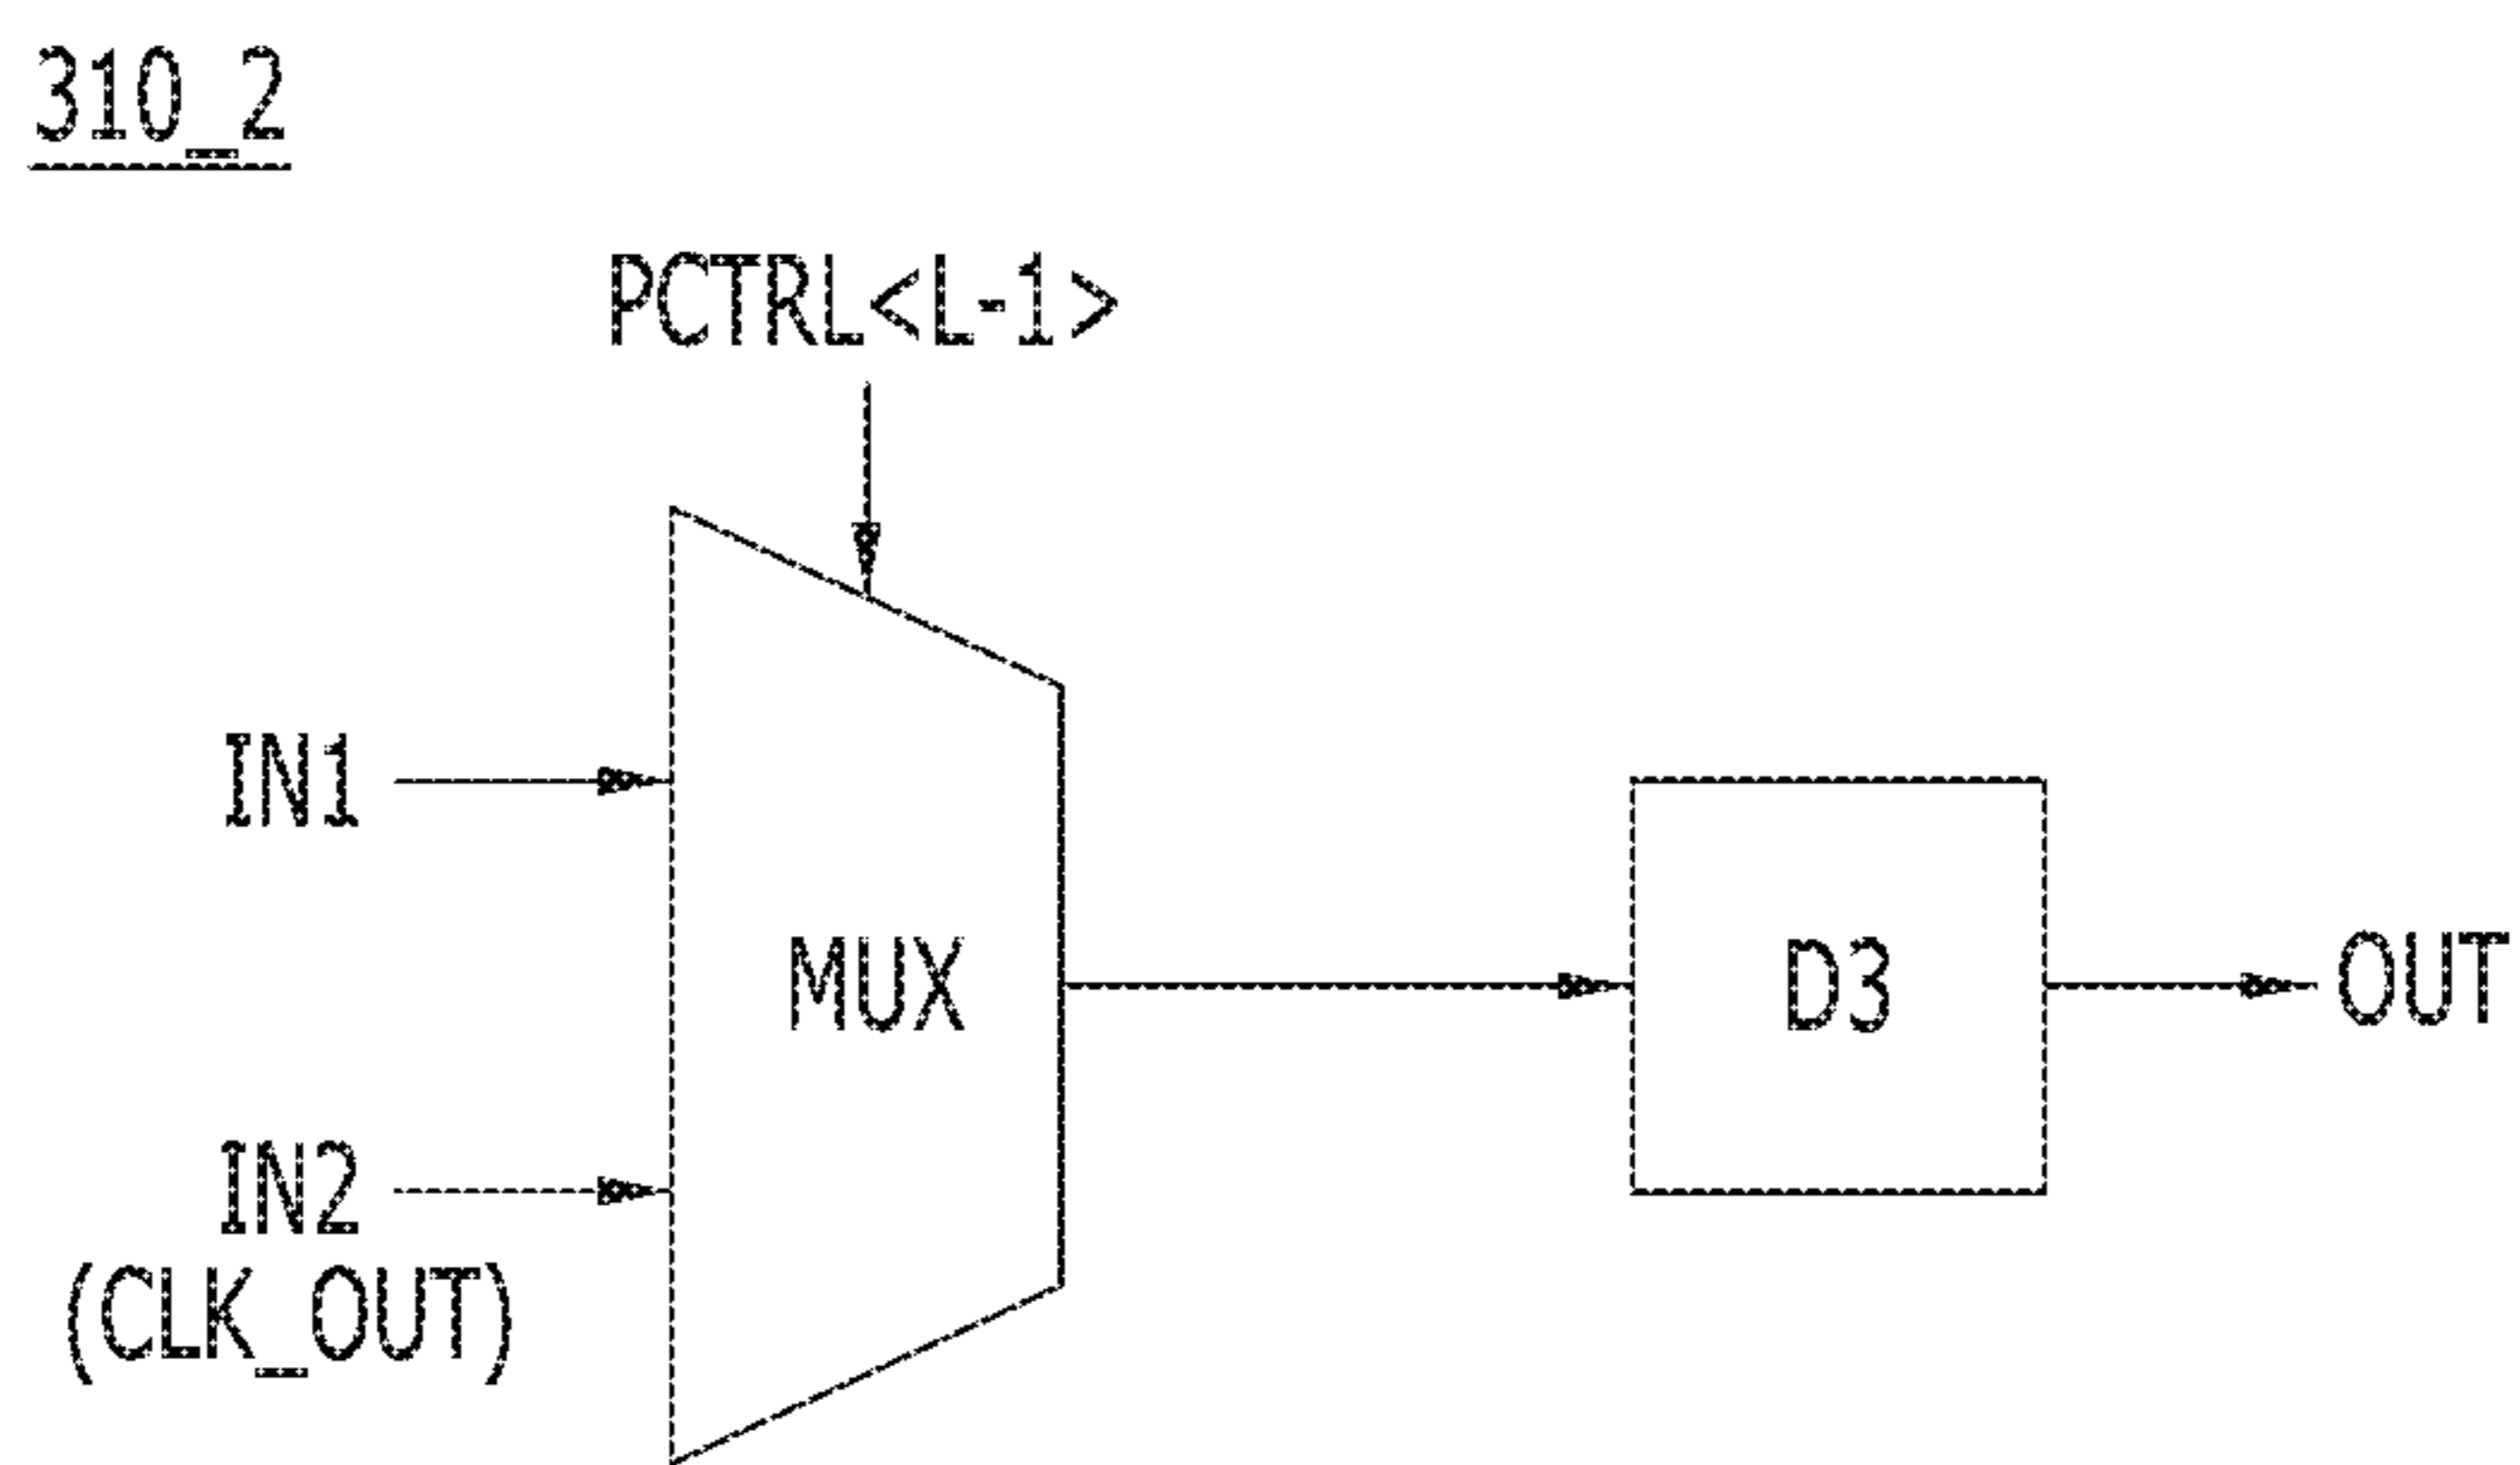 310_2
PCTRL<L-1>
IN1
MUX
D3
OUT
IN2
(CLK_OUT)